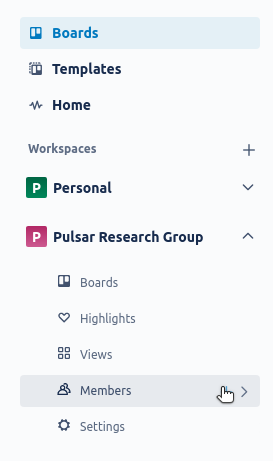 Boards
Templates
Home
Workspaces
P Personal
P Pulsar Research Group
Boards
Highlights
Views
Members
Settings